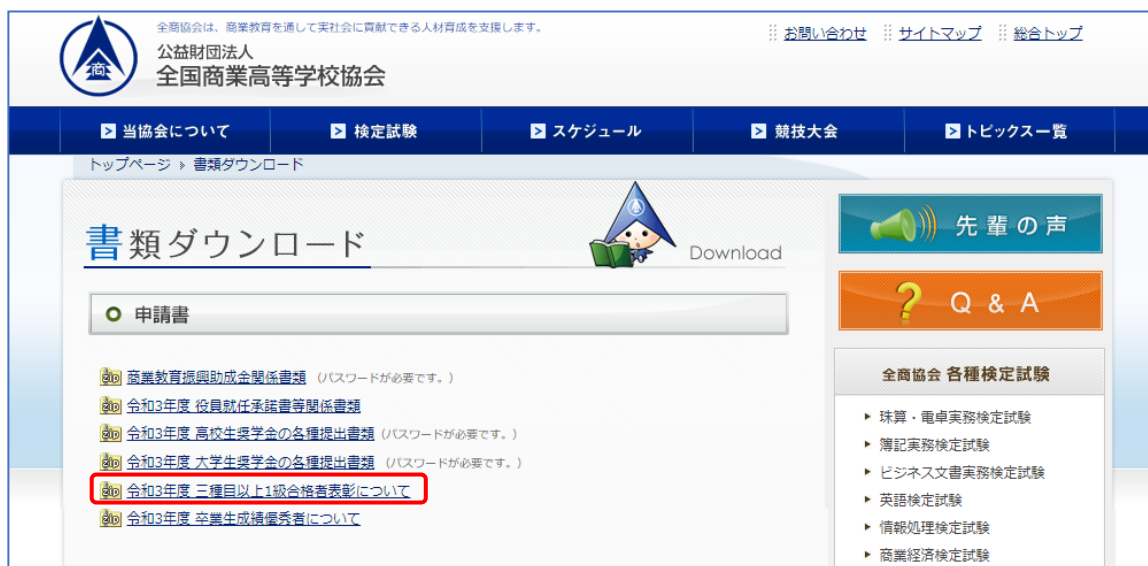 全商協会は、商業教育を通して実社会に貢献できる人材育成を支援します。
公益財団法人
全国商業高等学校協会
商
お問い合わせ サイトマップ 総合トップ
当協会について 検定試験 スケジュール 競技大会 トピックス一覧
トップページ 書類ダウンロード
書類ダウンロード
Download
申請書
zip 商業教育振興助成金関係書類 (パスワードが必要です。)
zip 令和3年度 役員就任承諾書等関係書類
zip 令和3年度 高校生奨学金の各種提出書類 (パスワードが必要です。)
zip 令和3年度 大学生奨学金の各種提出書類 (パスワードが必要です。)
zip 令和3年度 三種目以上1級合格者表彰について
zip 令和3年度 卒業生成績優秀者について
先輩の声
? Q & A
全商協会 各種検定試験
珠算・電卓実務検定試験
簿記実務検定試験
ビジネス文書実務検定試験
英語検定試験
情報処理検定試験
商業経済検定試験